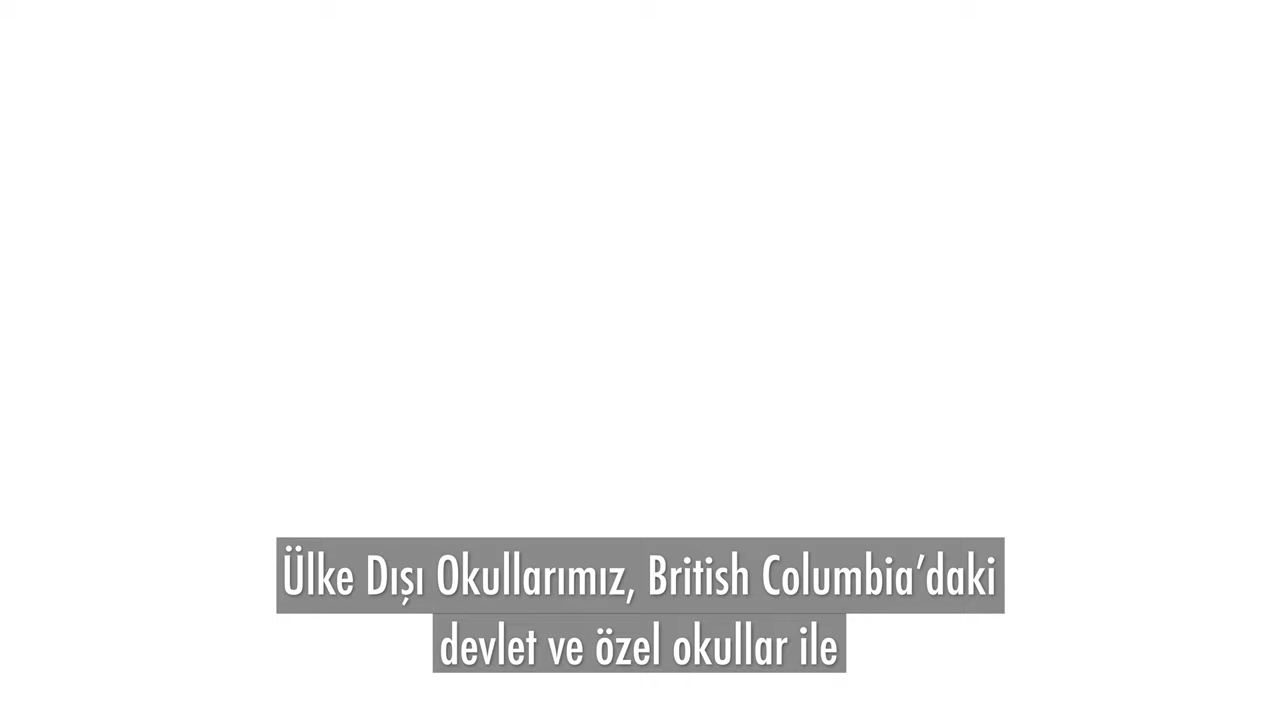 Ülke Dışı Okullarımız, British Columbia’daki
devlet ve özel okullar ile